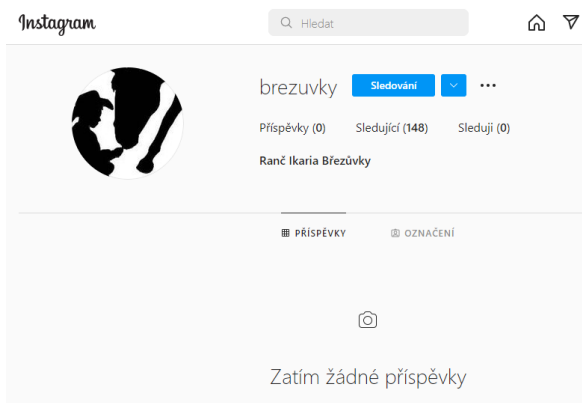 Instagram
Hledat
brezuvky Sledování
Příspěvky (0) Sledující (148) Sleduji (0)
Ranč Ikaria Březůvky
PŘÍSPĚVKY OZNAČENÍ
Zatím žádné příspěvky